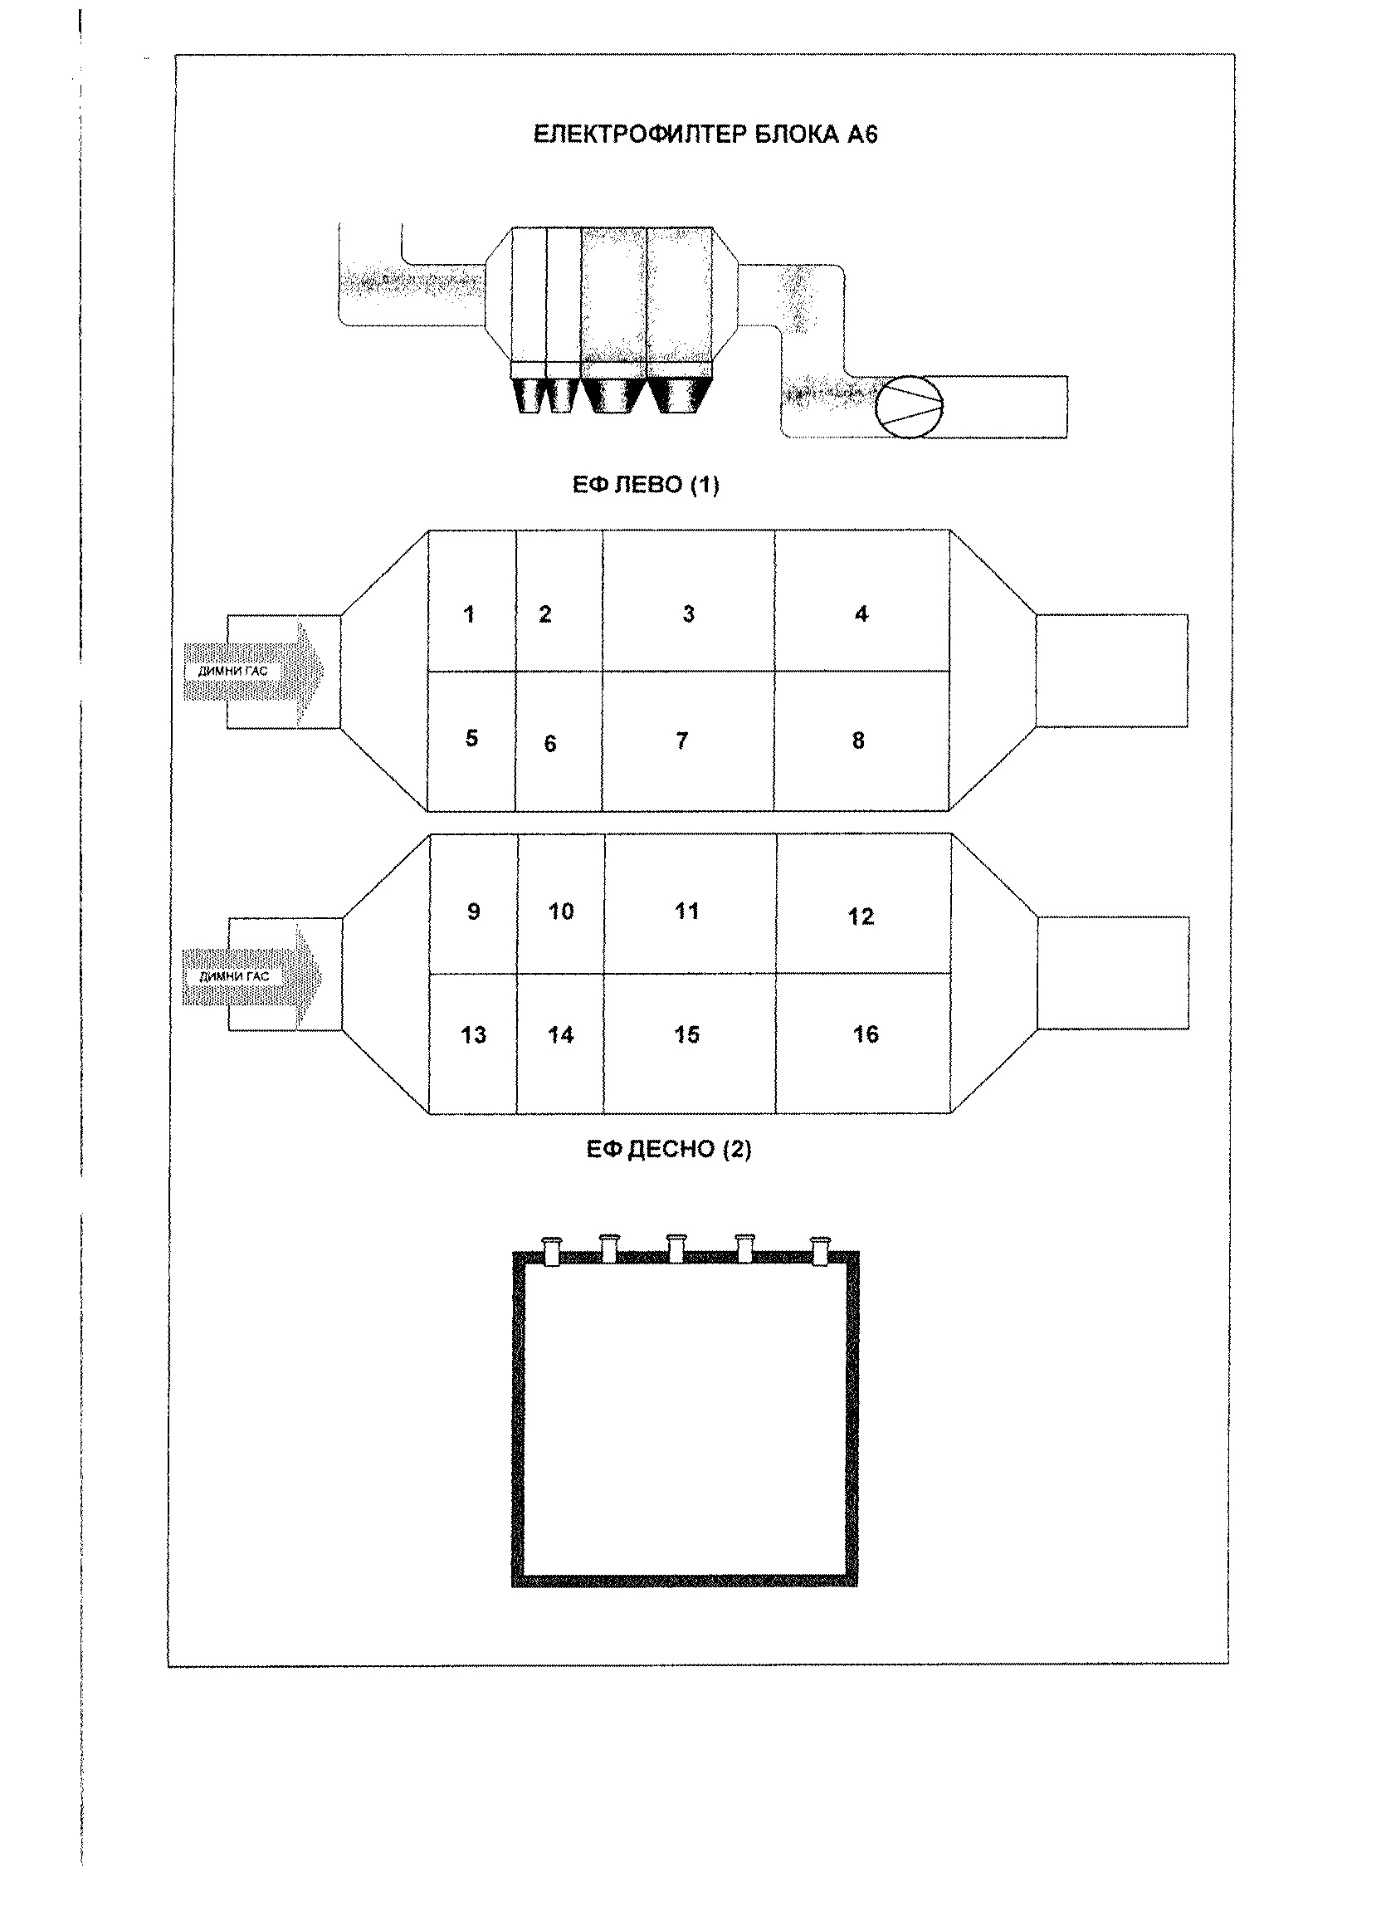 ЕЛЕКТРОФИЛТЕР БЛОКА А6
ЕФ ЛЕВО (1)
1 2 3 4
ДИМНИ ГАС
5 6 7 8
9 10 11 12
ДИМНИ ГАС
13 14 15 16
ЕФ ДЕСНО (2)